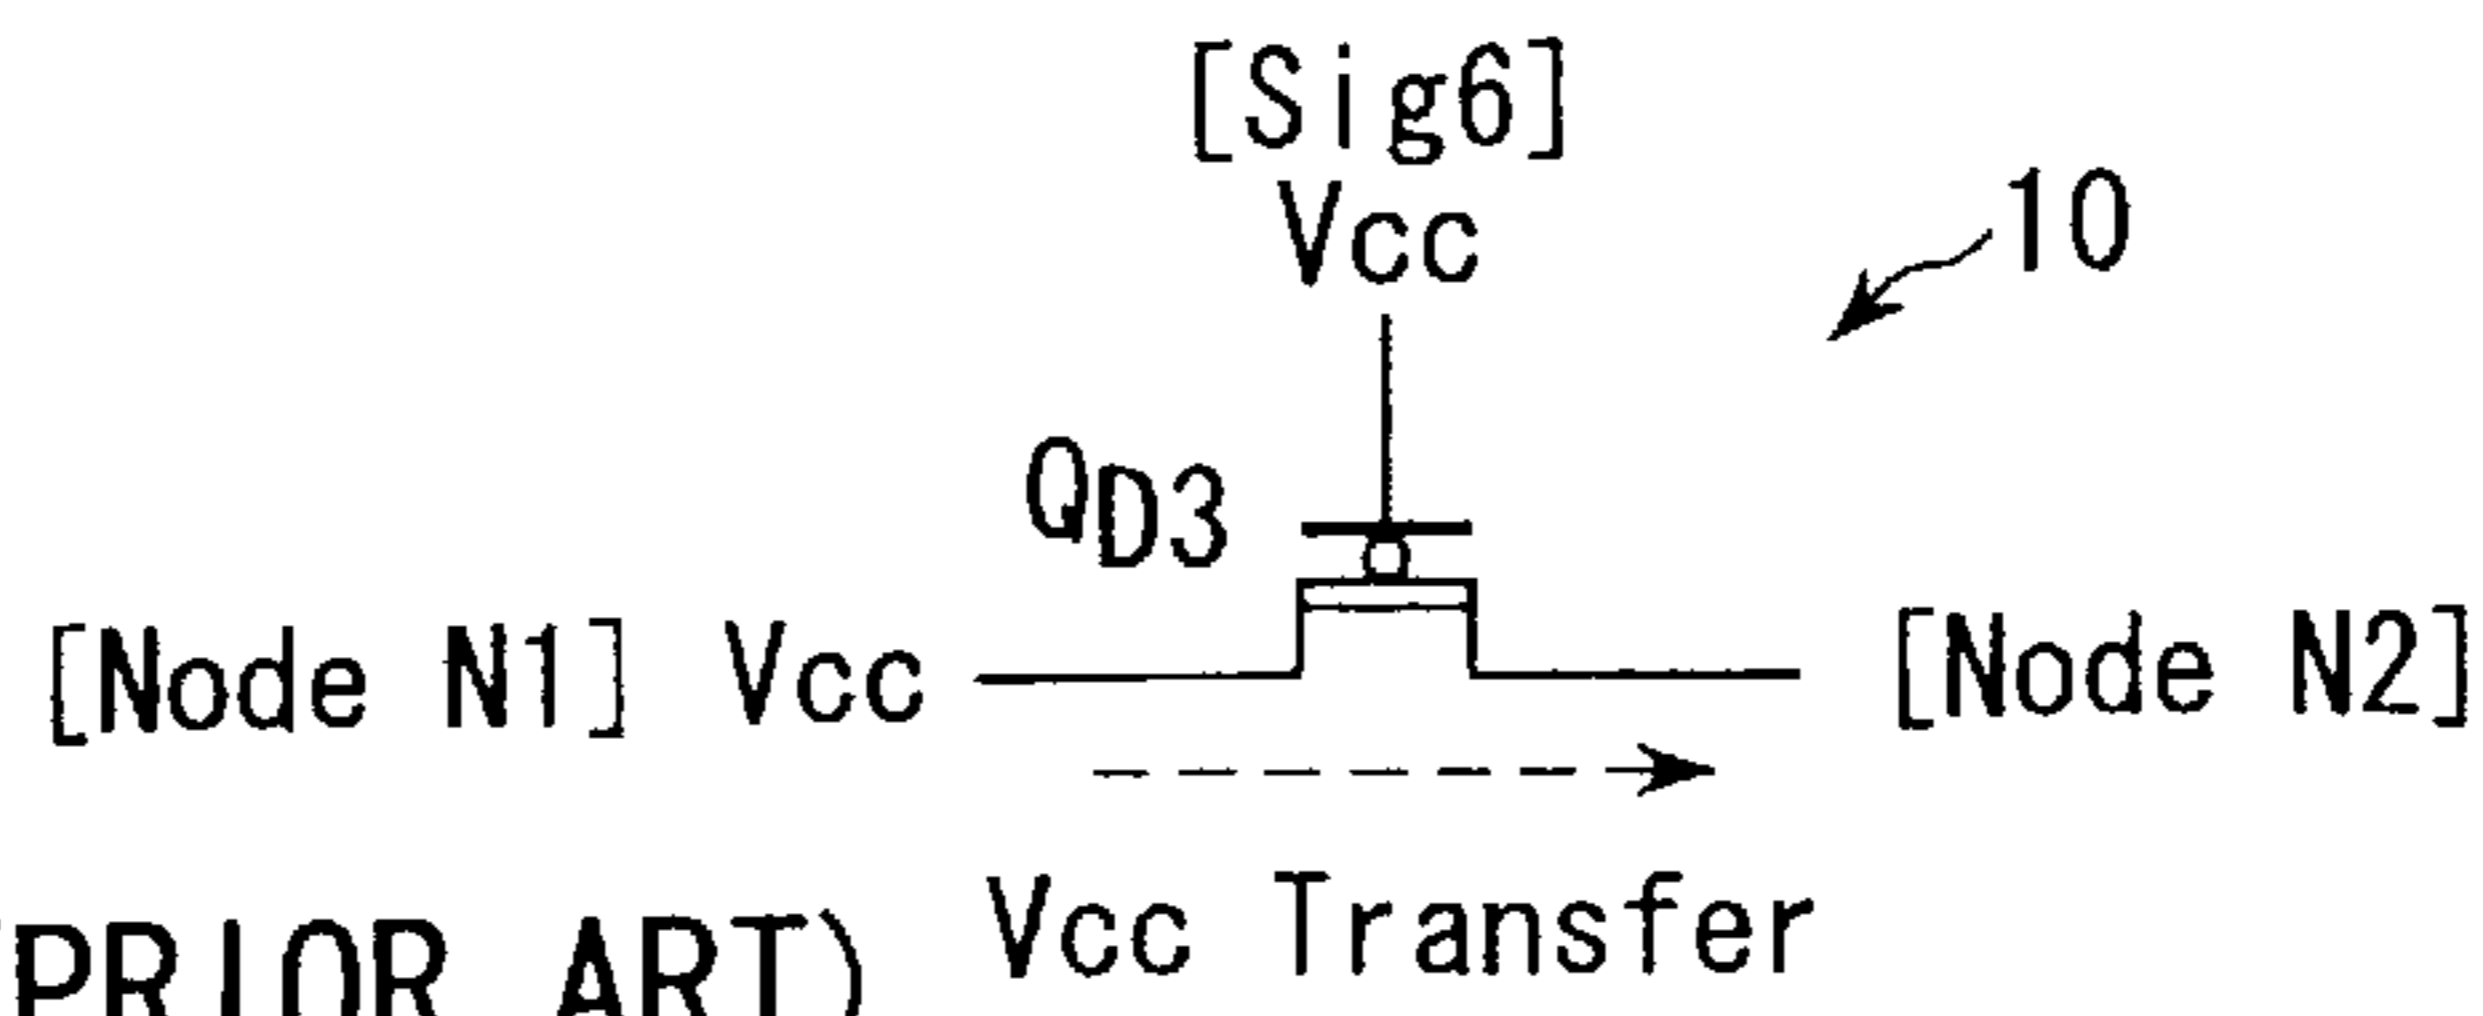 [Sig6]
Vcc
10
QD3
[Node N1] Vcc
[Node N2]
Vcc Transfer
(PRIOR ART)